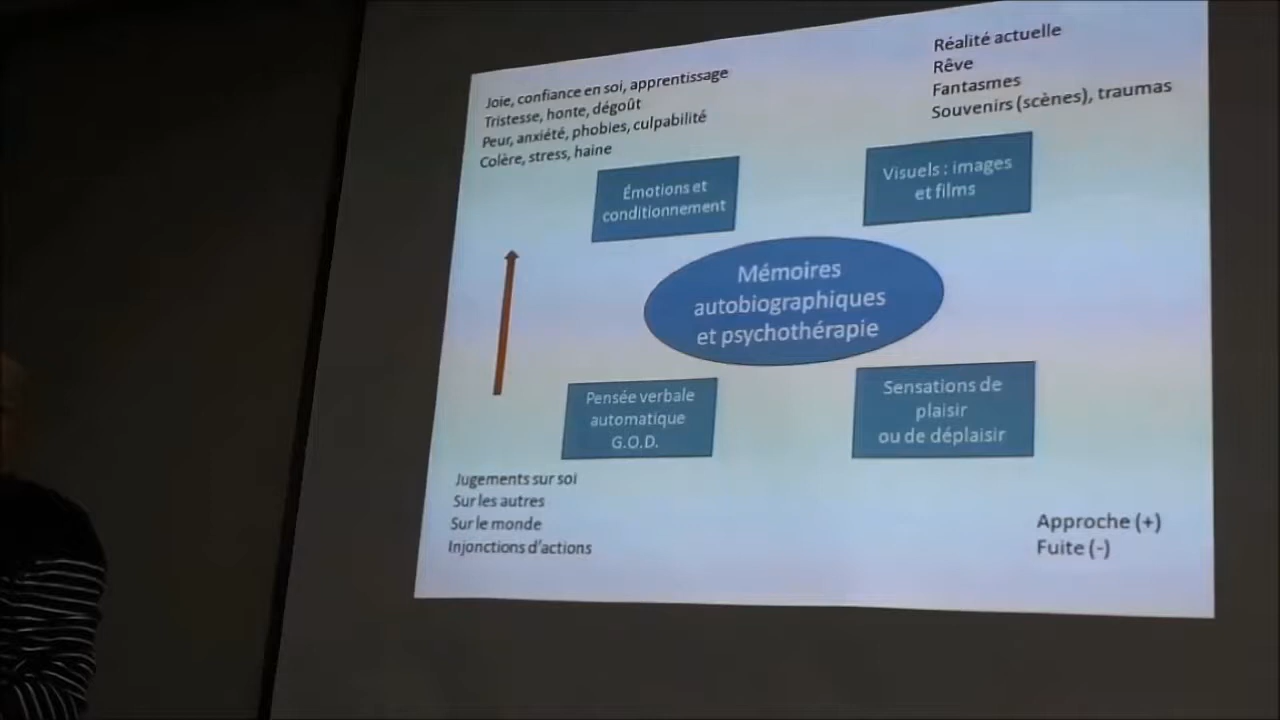 Joie, confiance en soi, apprentissage
Tristesse, honte, dégoût
Peur, anxiété, phobies, culpabilité
Colère, stress, haine
Réalité actuelle
Rêve
Fantasmes
Souvenirs (scènes), traumas
Émotions et
conditionnement
Visuels : images
et films
Mémoires
autobiographiques
et psychothérapie
Pensée verbale
automatique
G.O.D.
Sensations de
plaisir
ou de déplaisir
Jugements sur soi
Sur les autres
Sur le monde
Injonctions d'actions
Approche (+)
Fuite (-)